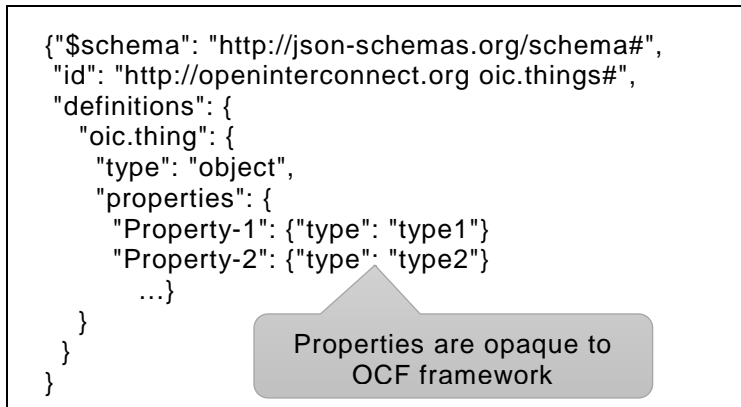 {"$schema": "http://json-schemas.org/schema#",
"id": "http://openinterconnect.org oic.things#",
"definitions": {
"oic.thing": {
"type": "object",
"properties": {
"Property-1": {"type": "type1"}
"Property-2": {"type": "type2"}
…}
}
}
}
Properties are opaque to
OCF framework